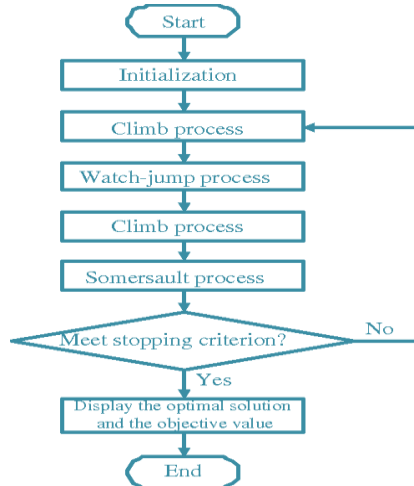 Start
Initialization
Climb process
Watch-jump process
Climb process
Somersault process
Meet stopping criterion?
No
Yes
Display the optimal solution
and the objective value
End